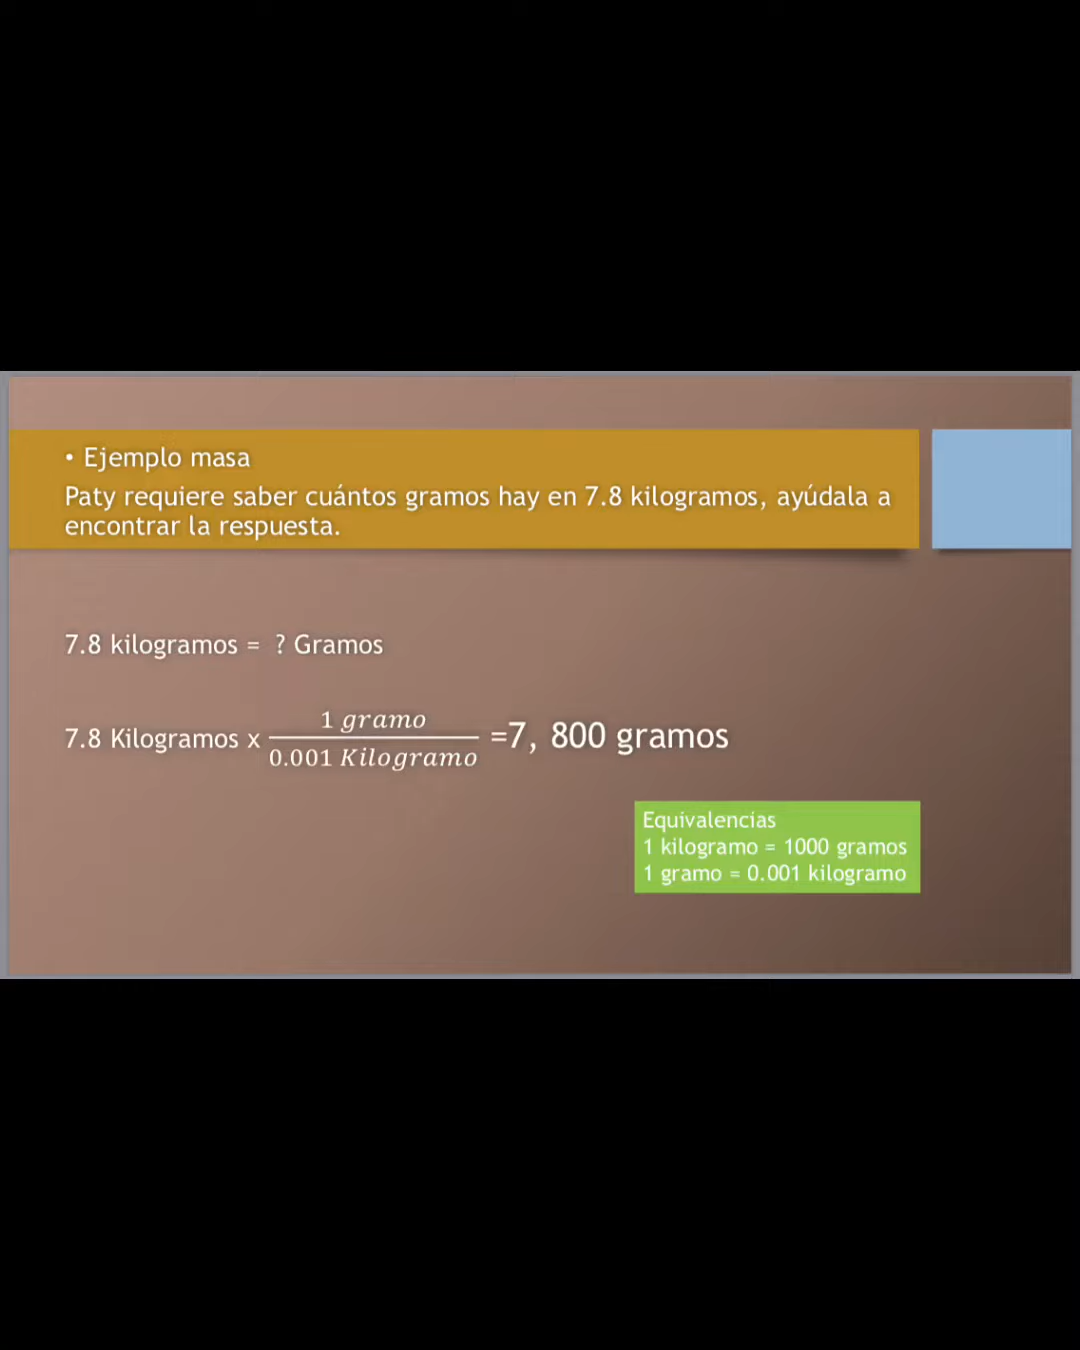 • Ejemplo masa
Paty requiere saber cuántos gramos hay en 7.8 kilogramos, ayúdala a
encontrar la respuesta.
7.8 kilogramos = ? Gramos
7.8 Kilogramos x 1 gramo / 0.001 Kilogramo =7, 800 gramos
Equivalencias
1 kilogramo = 1000 gramos
1 gramo = 0.001 kilogramo